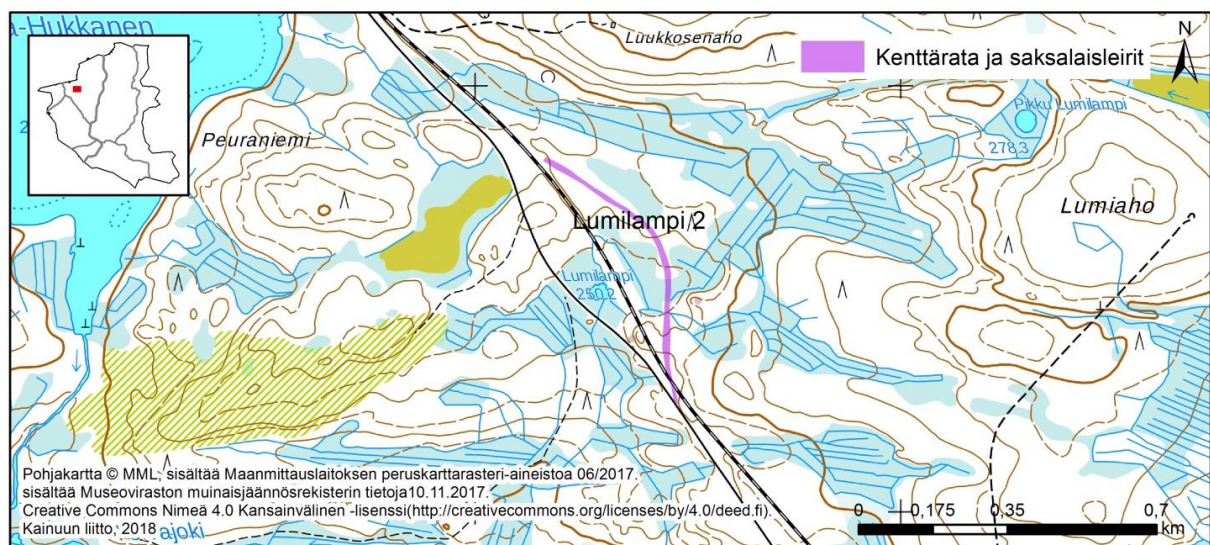 a-Hukkanen
Luukkosenaho
Kenttärata ja saksalaisleirit
N
Peuraniemi
Pikku Lumilampi
278.3
Lumiaho
Lumilampi 2
Lumilampi
250.2
Pohjakartta © MML, sisältää Maanmittauslaitoksen peruskarttarasteri-aineistoa 06/2017.
sisältää Museoviraston muinaisjäännösrekisterin tietoja10.11.2017.
Creative Commons Nimeä 4.0 Kansainvälinen -lisenssi(http://creativecommons.org/licenses/by/4.0/deed.fi).
Kainuun liitto, 2018
ajoki
0 0,175 0,35 0,7
km